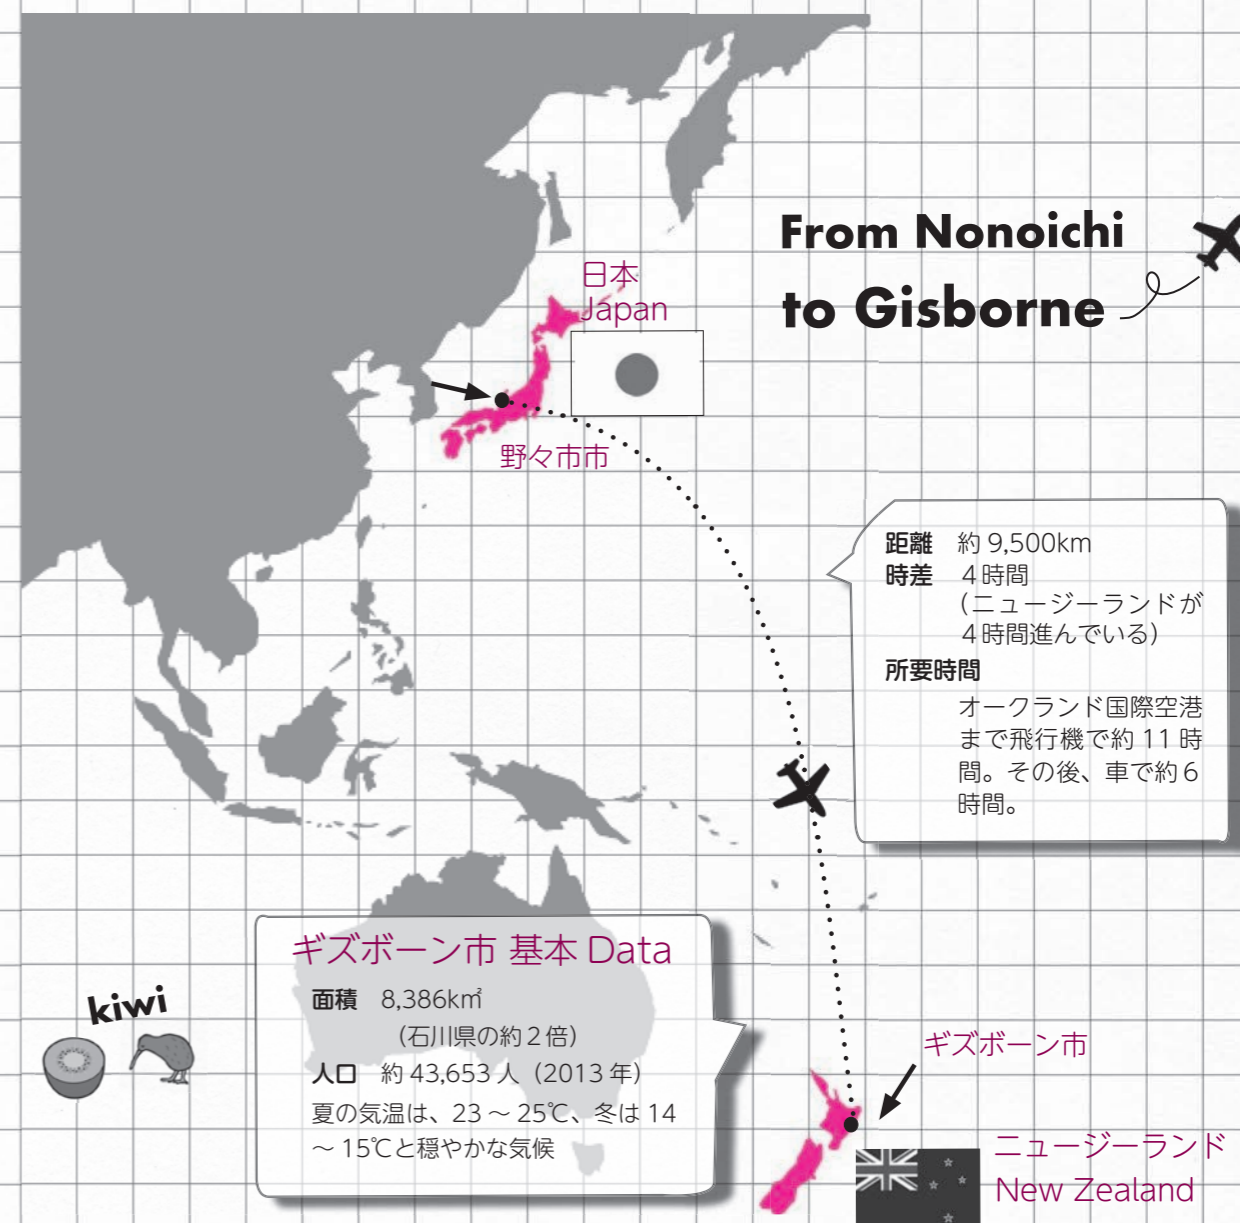 From Nonoichi
to Gisborne
日本
Japan
野々市市
距離 約 9,500km
時差 4時間
（ニュージーランドが
4時間進んでいる）
所要時間
オークランド国際空港
まで飛行機で約 11 時
間。その後、車で約6
時間。
ギズボーン市 基本 Data
面積 8,386k㎡
（石川県の約2倍）
人口 約 43,653 人（2013 年）
夏の気温は、23 〜 25℃、冬は 14
〜 15℃と穏やかな気候
kiwi
ギズボーン市
ニュージーランド
New Zealand